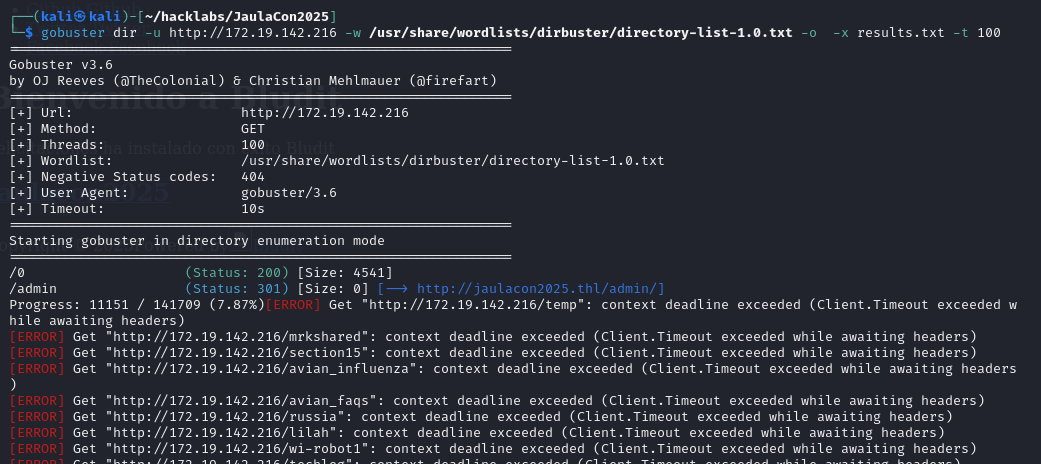 ┌──(kali㉿kali)-[~/hacklabs/JaulaCon2025]
└─$ gobuster dir -u http://172.19.142.216 -w /usr/share/wordlists/dirbuster/directory-list-1.0.txt -o  -x results.txt -t 100
===============================================================
Gobuster v3.6
by OJ Reeves (@TheColonial) & Christian Mehlmauer (@firefart)
===============================================================
[+] Url:                     http://172.19.142.216
[+] Method:                  GET
[+] Threads:                 100
[+] Wordlist:                /usr/share/wordlists/dirbuster/directory-list-1.0.txt
[+] Negative Status codes:   404
[+] User Agent:              gobuster/3.6
[+] Timeout:                 10s
===============================================================
Starting gobuster in directory enumeration mode
===============================================================
/0                    (Status: 200) [Size: 4541]
/admin                (Status: 301) [Size: 0] [--> http://jaulacon2025.thl/admin/]
Progress: 11151 / 141709 (7.87%)[ERROR] Get "http://172.19.142.216/temp": context deadline exceeded (Client.Timeout exceeded w
hile awaiting headers)
[ERROR] Get "http://172.19.142.216/mrkshared": context deadline exceeded (Client.Timeout exceeded while awaiting headers)
[ERROR] Get "http://172.19.142.216/section15": context deadline exceeded (Client.Timeout exceeded while awaiting headers)
[ERROR] Get "http://172.19.142.216/avian_influenza": context deadline exceeded (Client.Timeout exceeded while awaiting headers
)
[ERROR] Get "http://172.19.142.216/avian_faqs": context deadline exceeded (Client.Timeout exceeded while awaiting headers)
[ERROR] Get "http://172.19.142.216/russia": context deadline exceeded (Client.Timeout exceeded while awaiting headers)
[ERROR] Get "http://172.19.142.216/lilah": context deadline exceeded (Client.Timeout exceeded while awaiting headers)
[ERROR] Get "http://172.19.142.216/wi-robot1": context deadline exceeded (Client.Timeout exceeded while awaiting headers)